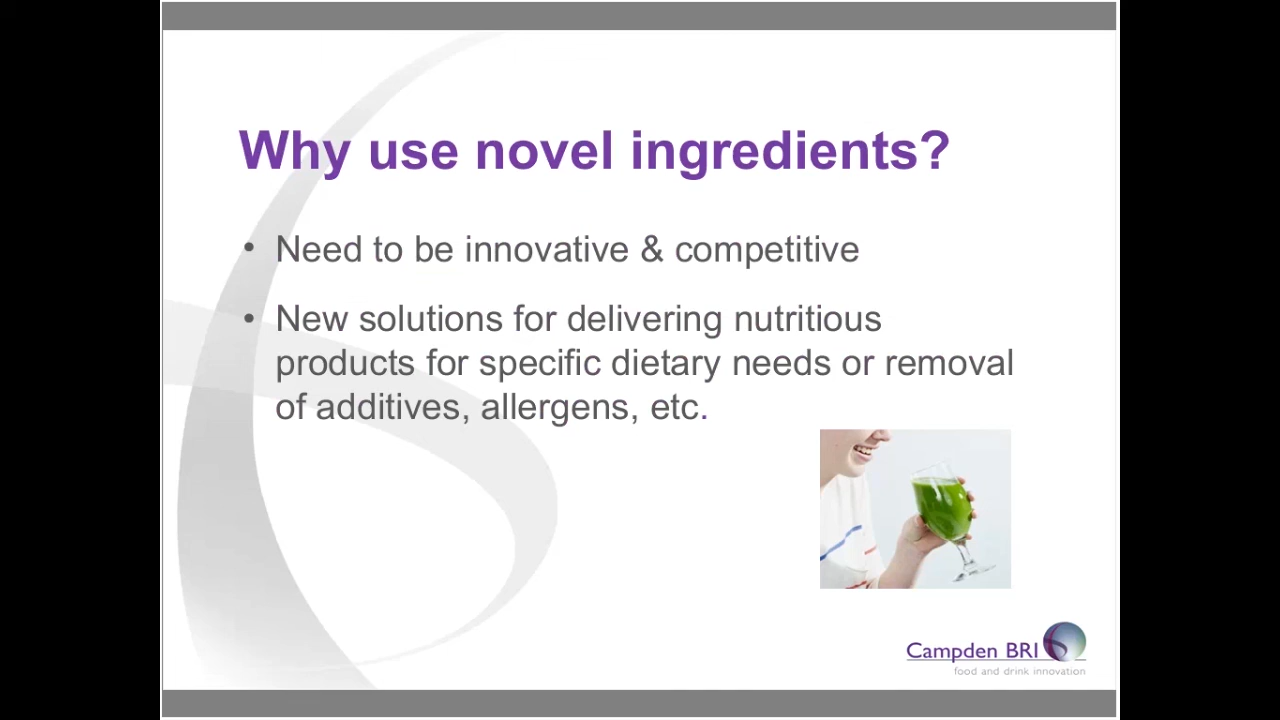 Why use novel ingredients?
• Need to be innovative & competitive
• New solutions for delivering nutritious
products for specific dietary needs or removal
of additives, allergens, etc.
Campden BRI
food and drink innovation